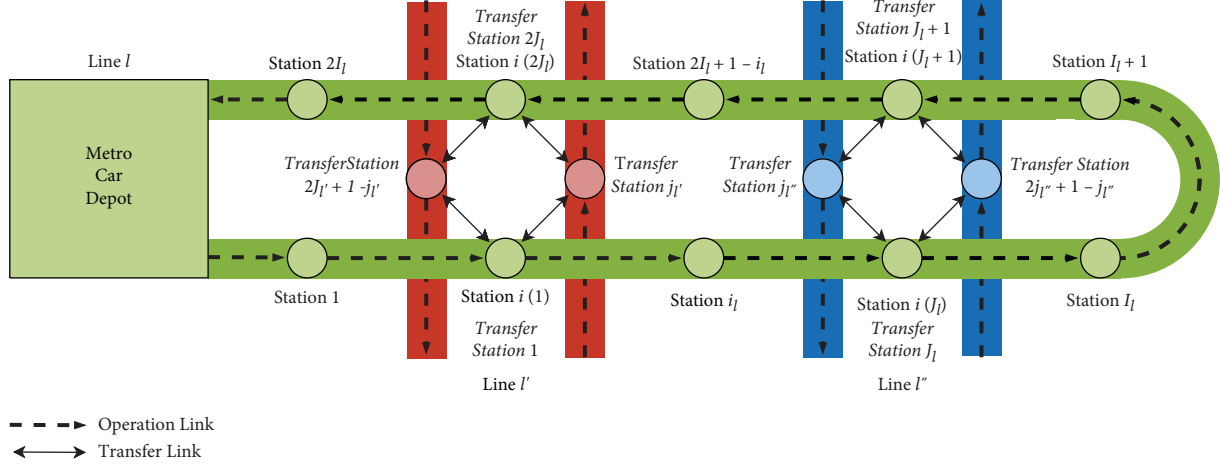 Line l
Metro
Car
Depot
Station 2I_l
Transfer
Station 2J_l
Station i (2J_l)
Station 2I_l + 1 – i_l
Transfer
Station J_l + 1
Station i (J_l + 1)
Station I_l + 1
TransferStation
2J_l′ + 1 -j_l′
Transfer
Station j_l′
Transfer
Station j_l″
Transfer Station
2j_l″ + 1 – j_l″
Station 1
Station i (1)
Transfer
Station 1
Station i_l
Station i (J_l)
Transfer
Station J_l
Station I_l
Line l′
Line l″
Operation Link
Transfer Link